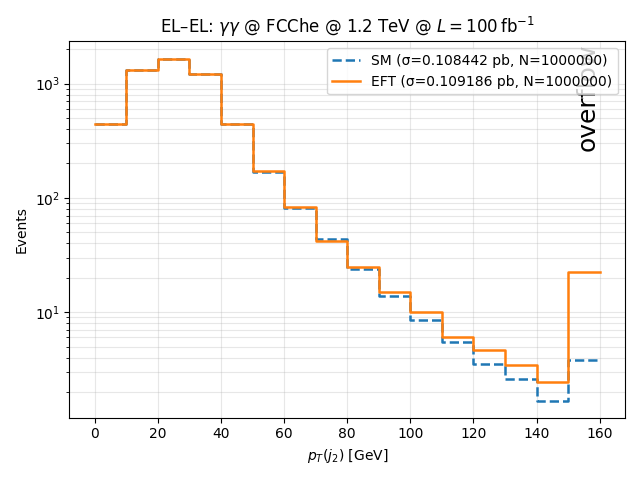 EL–EL: γγ @ FCChe @ 1.2 TeV @ L = 100 fb⁻¹
SM (σ=0.108442 pb, N=1000000)
EFT (σ=0.109186 pb, N=1000000)
overflow
Events
10³
10²
10¹
0 20 40 60 80 100 120 140 160
p_T(j_2) [GeV]